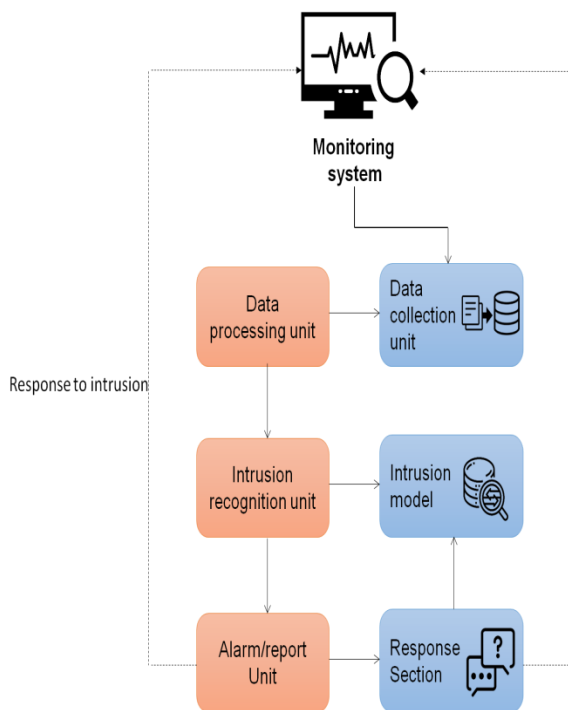 Monitoring
system
Data
processing unit
Data
collection
unit
Response to intrusion
Intrusion
recognition unit
Intrusion
model
Alarm/report
Unit
Response
Section
?